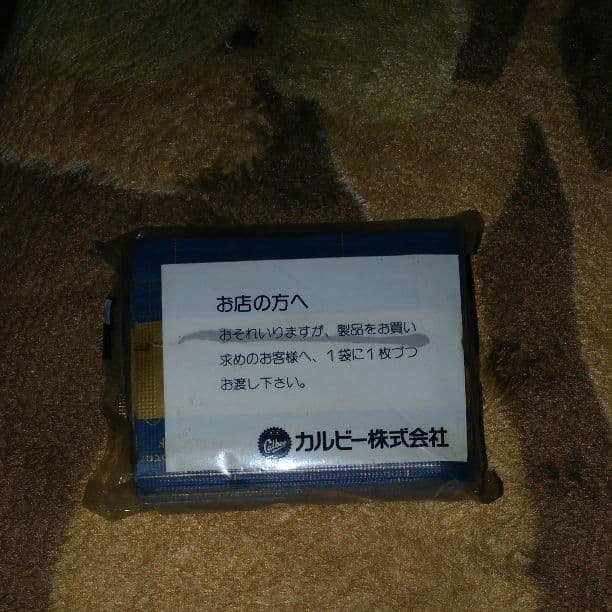 お店の方へ
おそれいりますが、製品をお買い
求めのお客様へ、1袋に1枚づつ
お渡し下さい。
Calbee カルビー株式会社